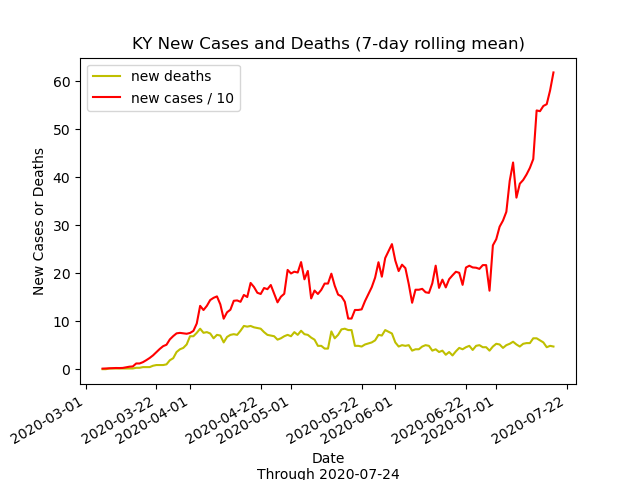 KY New Cases and Deaths (7-day rolling mean)
new deaths
new cases / 10
60
50
40
30
20
10
0
New Cases or Deaths
2020-03-01
2020-03-22
2020-04-01
2020-04-22
2020-05-01
2020-05-22
2020-06-01
2020-06-22
2020-07-01
2020-07-22
Date
Through 2020-07-24